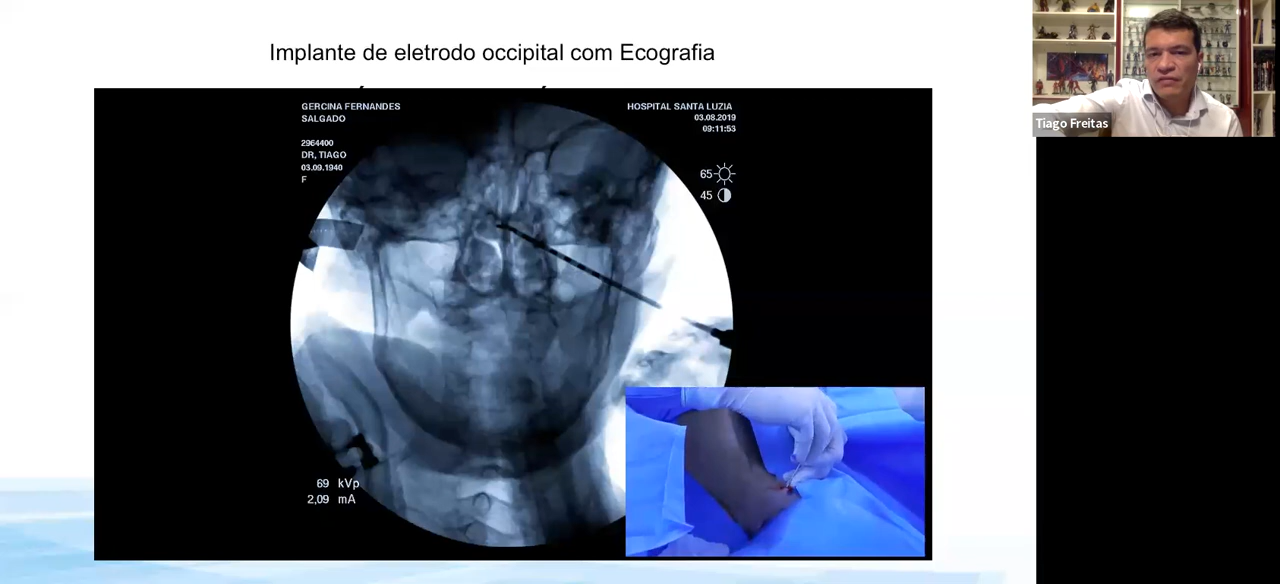 Implante de eletrodo occipital com Ecografia
GERCINA FERNANDES
SALGADO
2964400
DR, TIAGO
03.09.1940
F
HOSPITAL SANTA LUZIA
03.08.2019
09:11:53
65
45
69 kVp
2,09 mA
Tiago Freitas